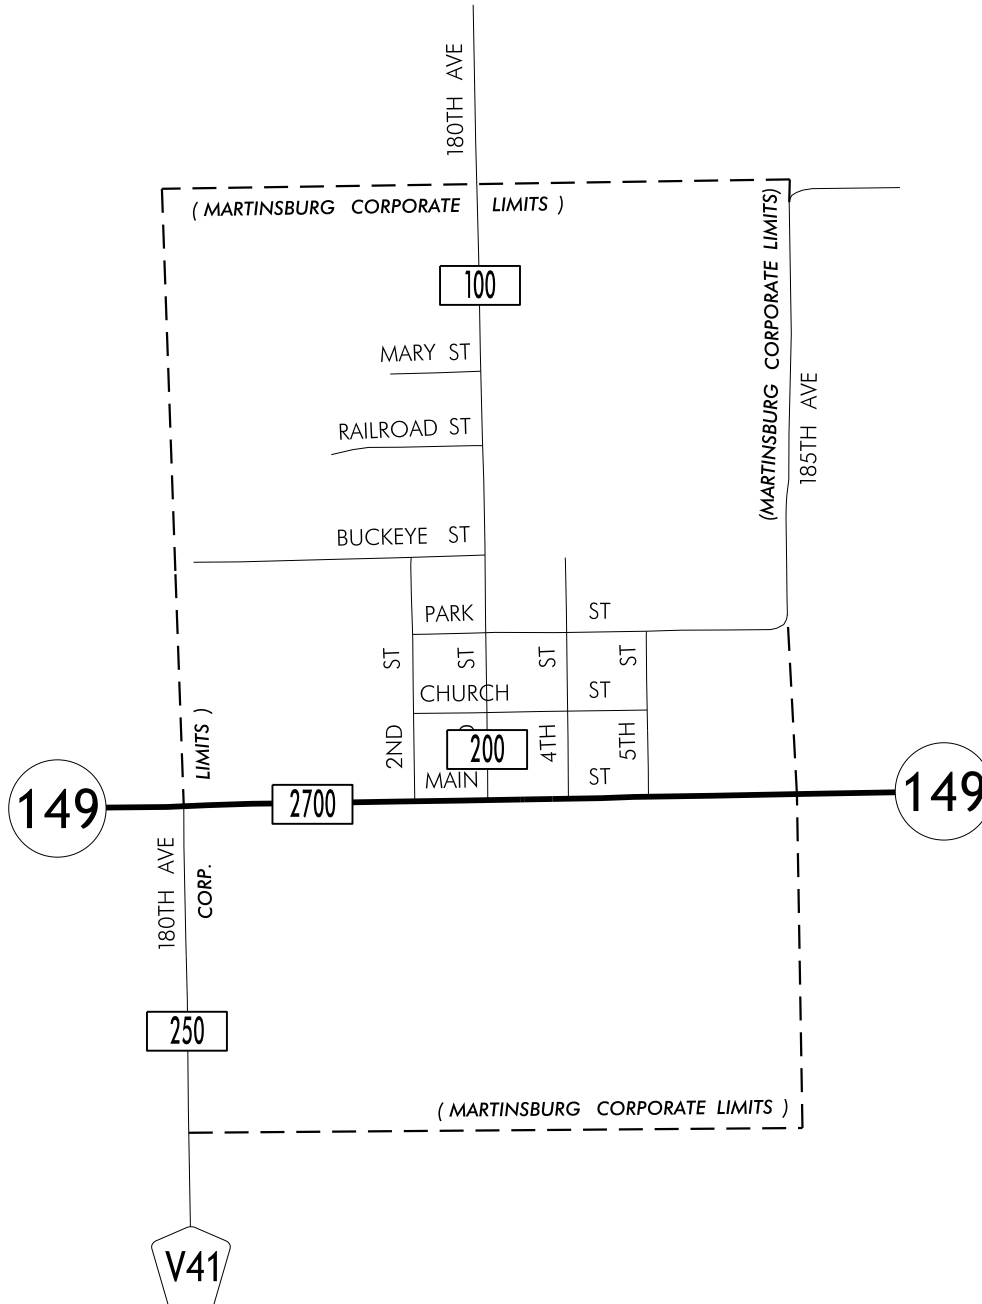 180TH AVE
( MARTINSBURG CORPORATE LIMITS )
(MARTINSBURG CORPORATE LIMITS)
100
MARY ST
185TH AVE
RAILROAD ST
BUCKEYE ST
PARK ST
2ND ST
ST
4TH ST
5TH ST
CHURCH ST
200
MAIN ST
CORP. LIMITS )
149
2700
149
180TH AVE
250
( MARTINSBURG CORPORATE LIMITS )
V41